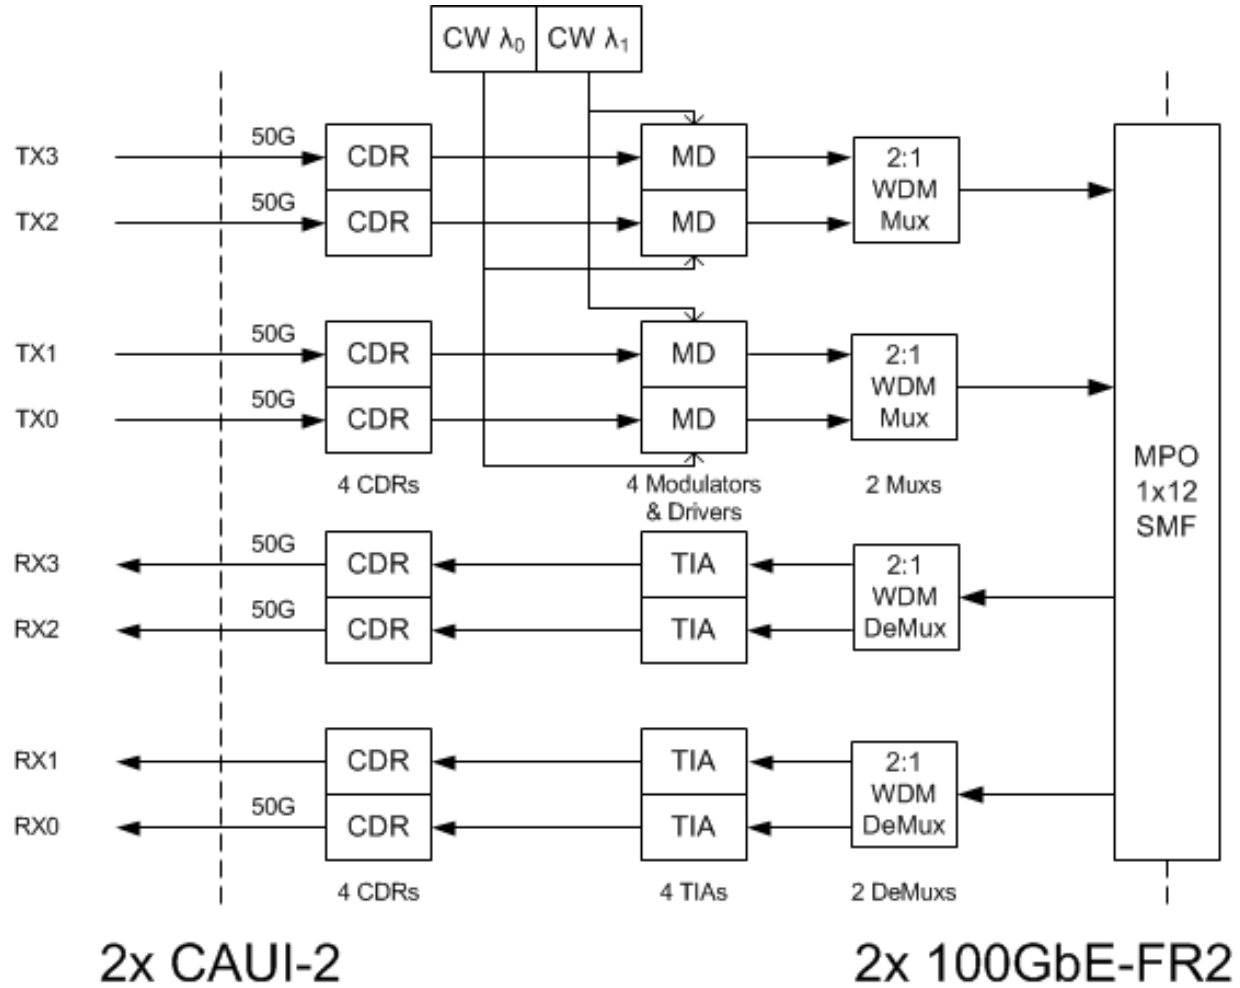 CW λ0 CW λ1
TX3 50G CDR MD 2:1
WDM
Mux
TX2 50G CDR MD
TX1 50G CDR MD 2:1
WDM
Mux
TX0 50G CDR MD
4 CDRs
4 Modulators
& Drivers
2 Muxs
MPO
1x12
SMF
RX3 50G CDR TIA 2:1
WDM
DeMux
RX2 50G CDR TIA
RX1 CDR TIA 2:1
WDM
DeMux
RX0 50G CDR TIA
4 CDRs
4 TIAs
2 DeMuxs
2x CAUI-2
2x 100GbE-FR2